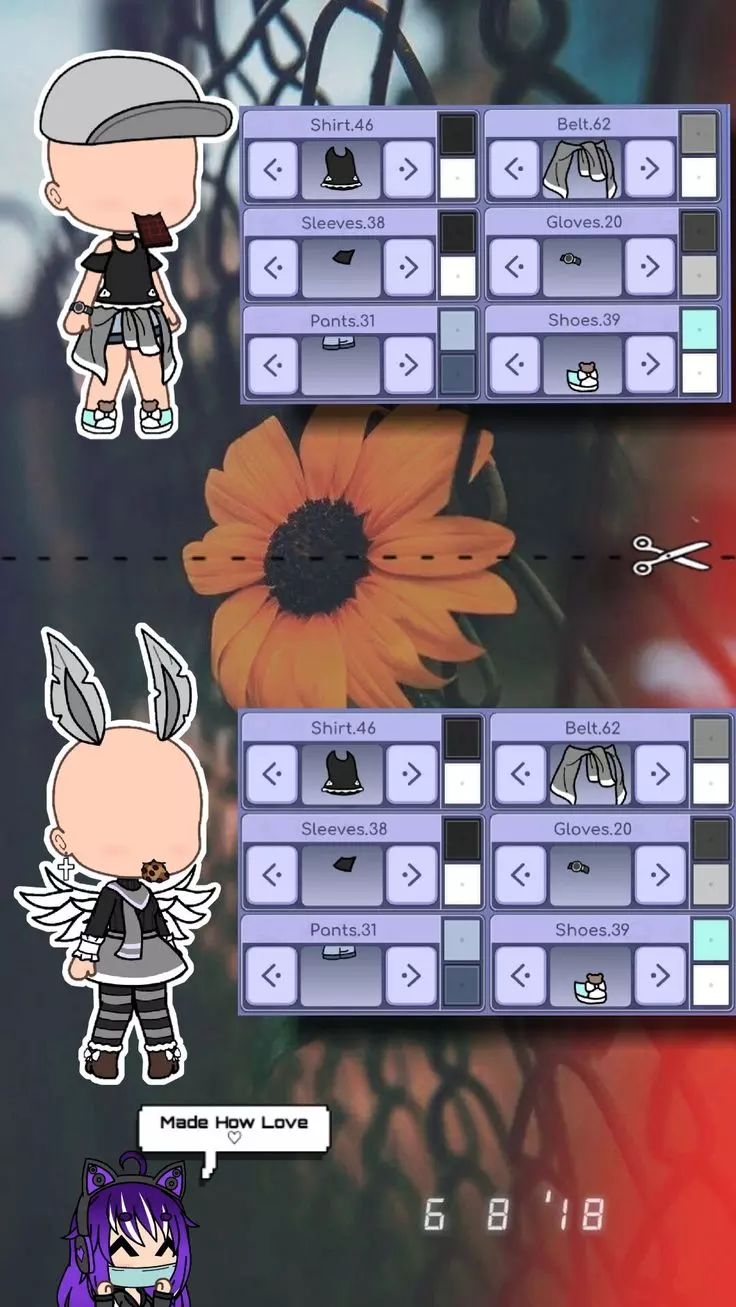 Shirt.46
Belt.62
Sleeves.38
Gloves.20
Pants.31
Shoes.39
Shirt.46
Belt.62
Sleeves.38
Gloves.20
Pants.31
Shoes.39
Made How Love
♡
6 8 '18